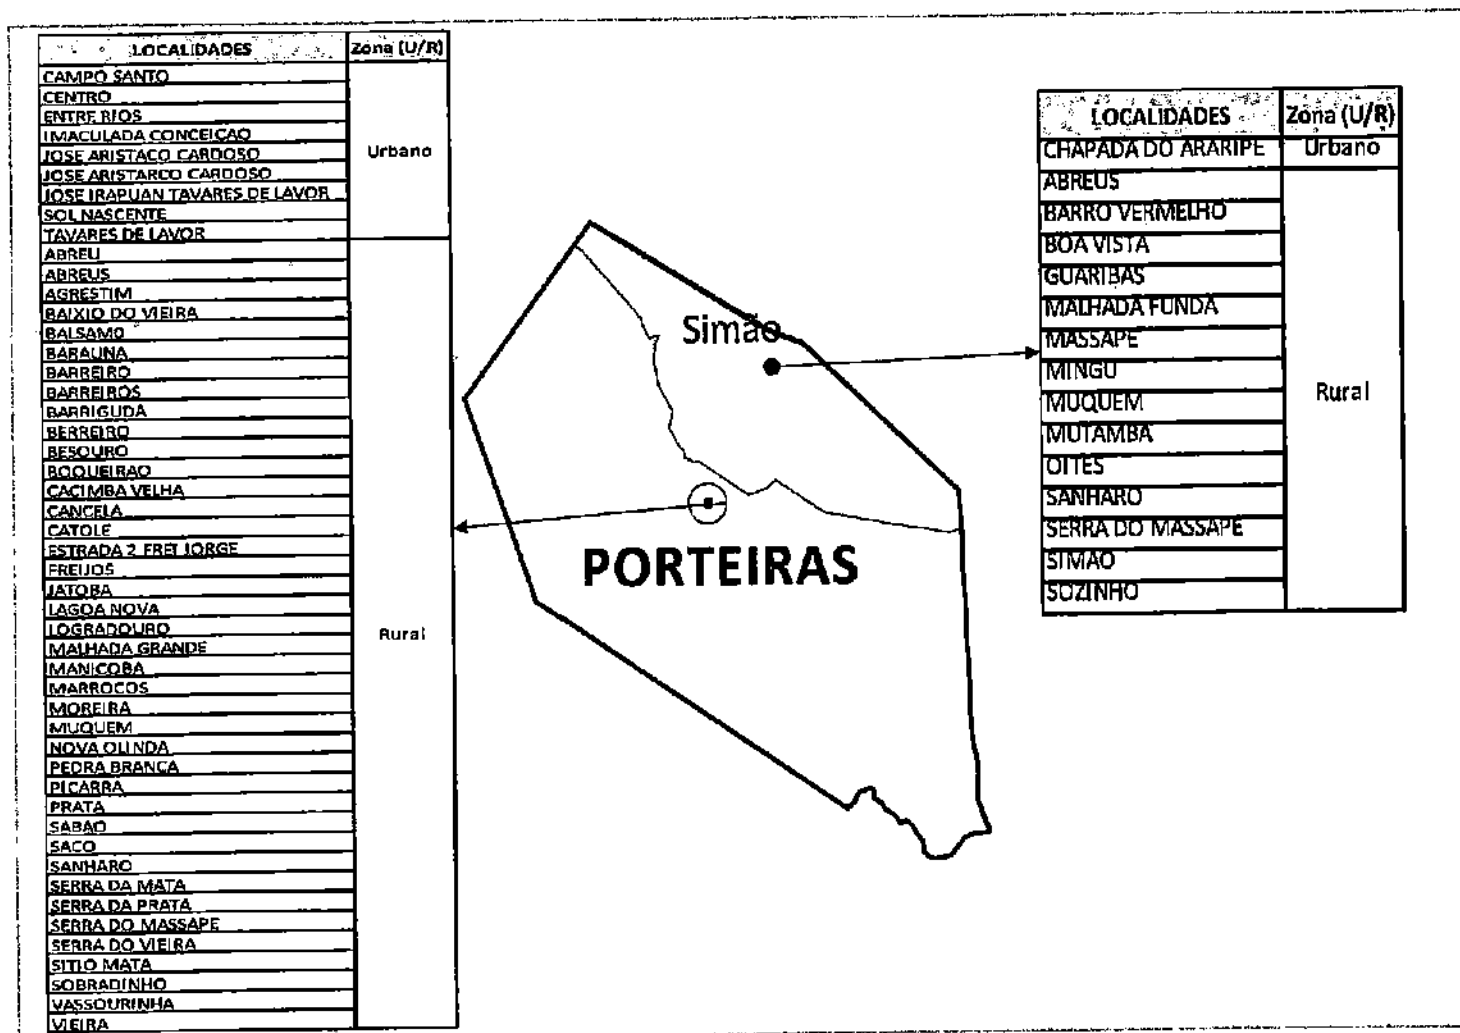 LOCALIDADES Zona (U/R)
CAMPO SANTO
CENTRO
ENTRE RIOS
IMACULADA CONCEIÇAO
JOSE ARISTACO CARDOSO
Urbano
JOSE ARISTARCO CARDOSO
JOSE IRAPUAN TAVARES DE LAVOR
SOL NASCENTE
TAVARES DE LAVOR
ABREU
ABREUS
AGRESTIM
BAIXIO DO VIEIRA
BALSAMO
BARAUNA
BARREIRO
BARREIROS
BARRIGUDA
BERREIRO
BESOURO
BOQUEIRAO
CACIMBA VELHA
CANCELA
CATOLE
ESTRADA 2 FREI JORGE
FREIJOS
JATOBA
LAGOA NOVA
LOGRADOURO
Rural
MALHADA GRANDE
MANICOBA
MARROCOS
MOREIRA
MUQUEM
NOVA OLINDA
PEDRA BRANCA
PICARRA
PRATA
SABAO
SACO
SANHARO
SERRA DA MATA
SERRA DA PRATA
SERRA DO MASSAPE
SERRA DO VIEIRA
SITIO MATA
SOBRADINHO
VASSOURINHA
VIEIRA
Simão
PORTEIRAS
LOCALIDADES Zona (U/R)
CHAPADA DO ARARIPE Urbano
ABREUS
BARRO VERMELHO
BOA VISTA
GUARIBAS
MALHADA FUNDA
MASSAPE
MINGU
Rural
MUQUEM
MUTAMBA
OITES
SANHARO
SERRA DO MASSAPE
SIMAO
SOZINHO